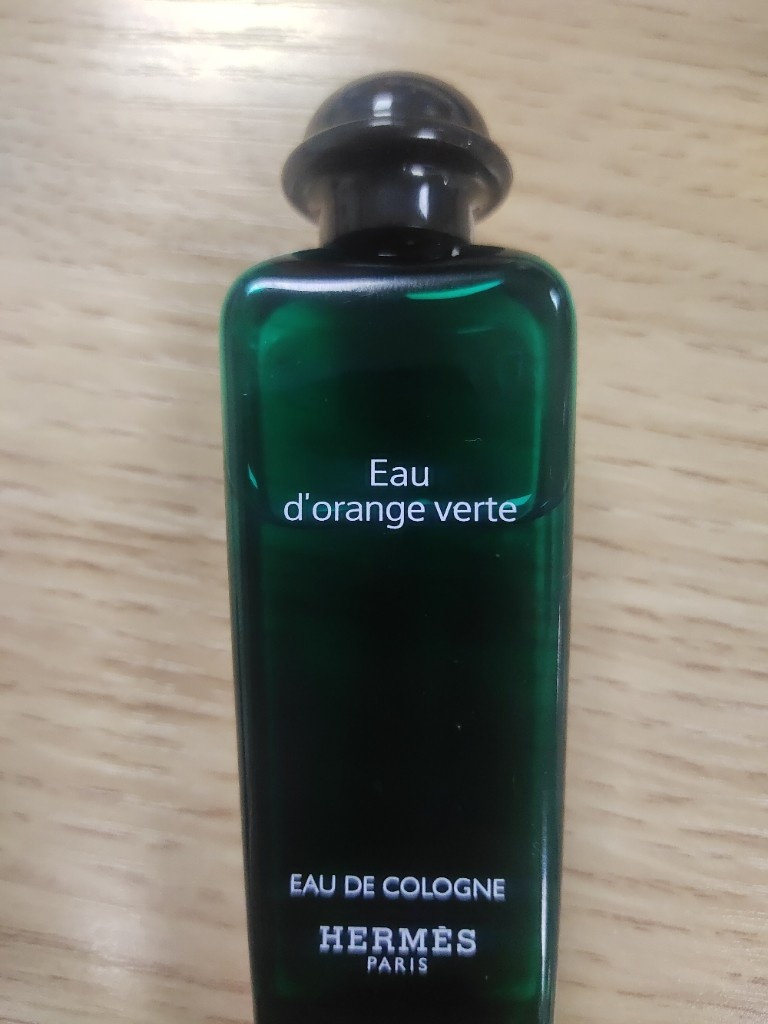 Eau
d'orange verte
EAU DE COLOGNE
HERMÈS
PARIS